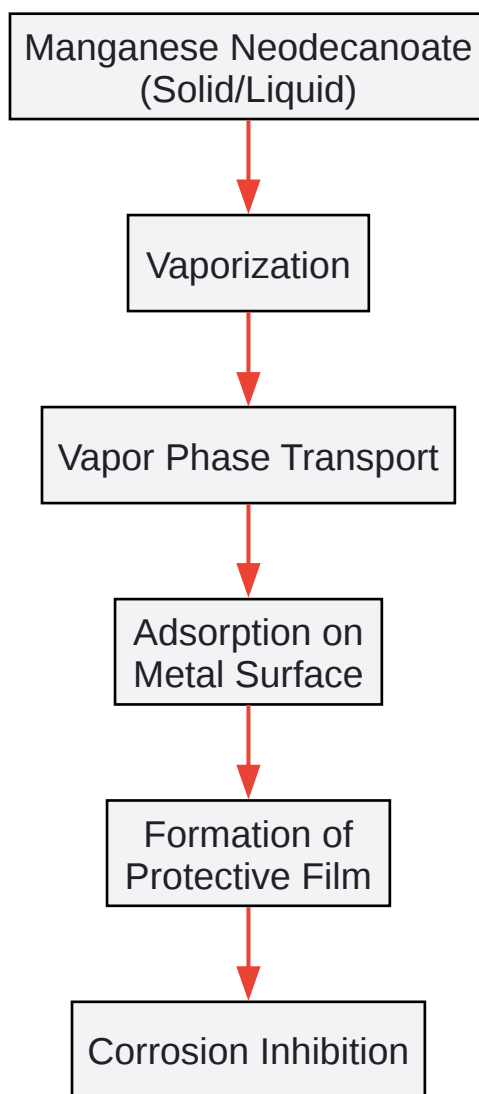 Manganese Neodecanoate
(Solid/Liquid)
Vaporization
Vapor Phase Transport
Adsorption on
Metal Surface
Formation of
Protective Film
Corrosion Inhibition